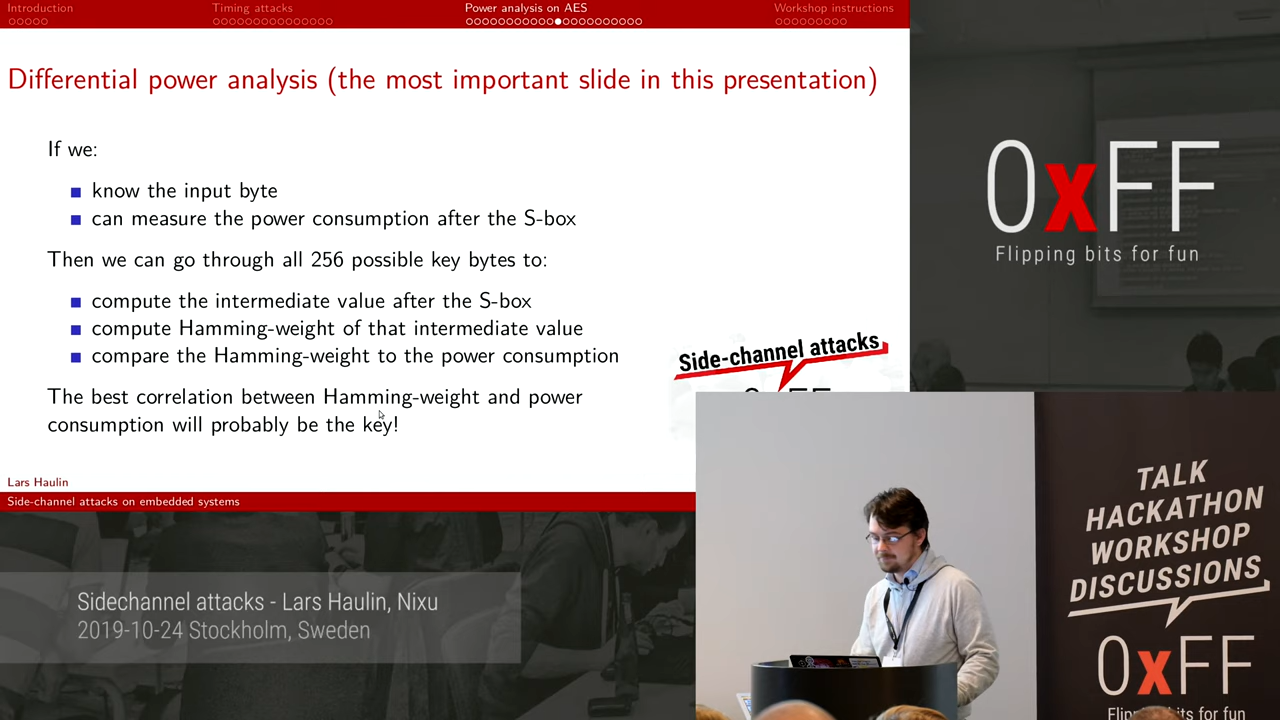 Introduction
Timing attacks
Power analysis on AES
Workshop instructions
Differential power analysis (the most important slide in this presentation)
If we:
know the input byte
can measure the power consumption after the S-box
Then we can go through all 256 possible key bytes to:
compute the intermediate value after the S-box
compute Hamming-weight of that intermediate value
compare the Hamming-weight to the power consumption
The best correlation between Hamming-weight and power
consumption will probably be the key!
Side-channel attacks
Lars Haulin
Side-channel attacks on embedded systems
0xFF
Flipping bits for fun
Sidechannel attacks - Lars Haulin, Nixu
2019-10-24 Stockholm, Sweden
TALK
HACKATHON
WORKSHOP
DISCUSSIONS
0xFF
Flipping bits for fun